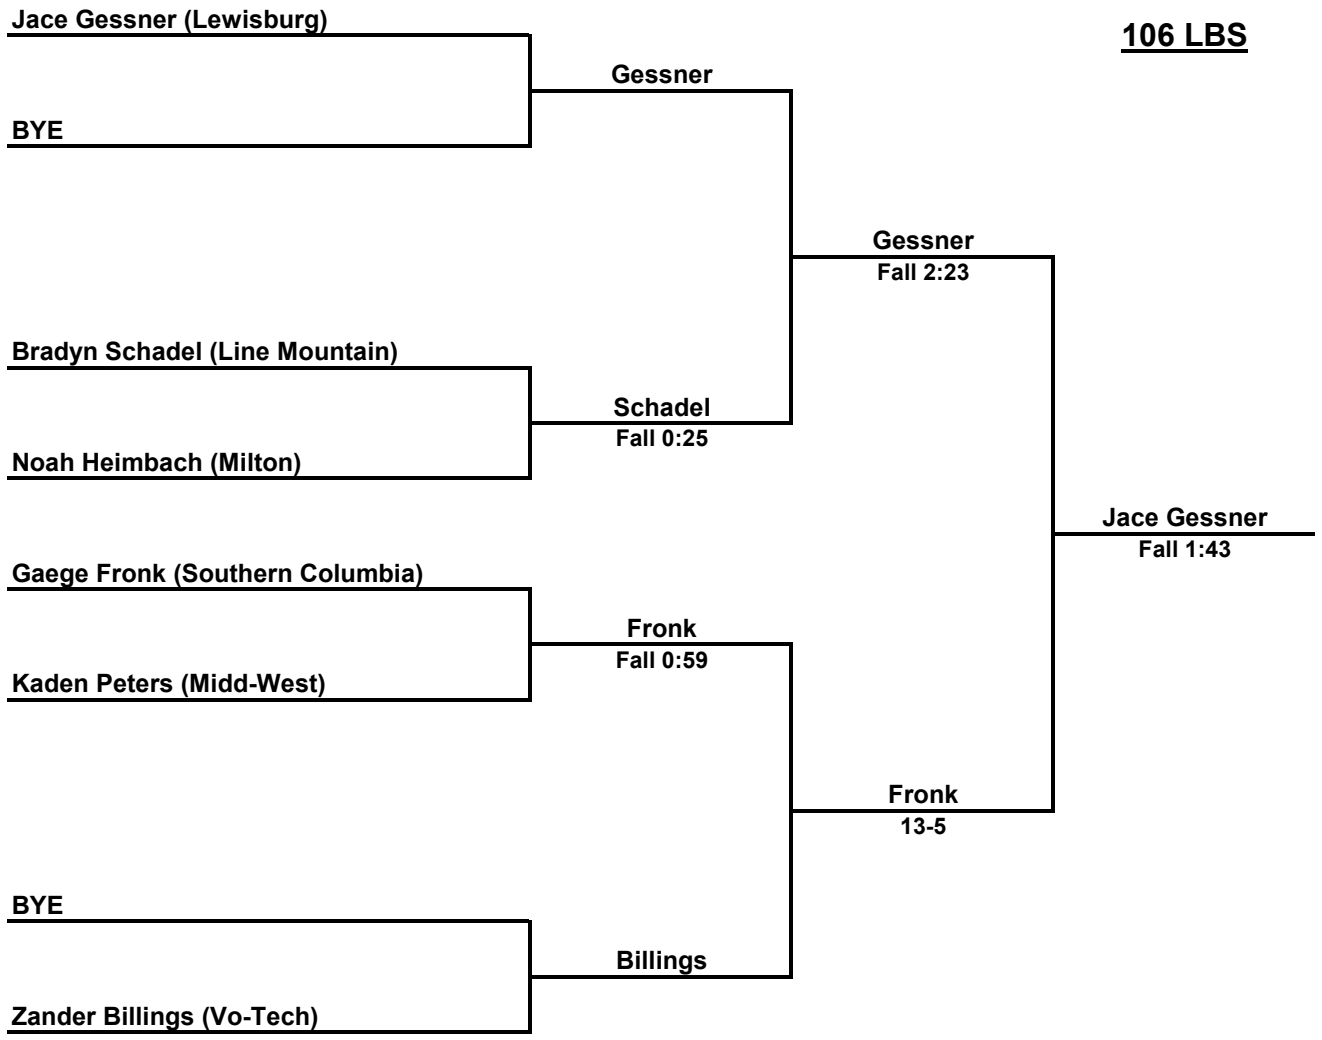 Jace Gessner (Lewisburg)
106 LBS
Gessner
BYE
Gessner
Fall 2:23
Bradyn Schadel (Line Mountain)
Schadel
Fall 0:25
Noah Heimbach (Milton)
Jace Gessner
Fall 1:43
Gaege Fronk (Southern Columbia)
Fronk
Fall 0:59
Kaden Peters (Midd-West)
Fronk
13-5
BYE
Billings
Zander Billings (Vo-Tech)